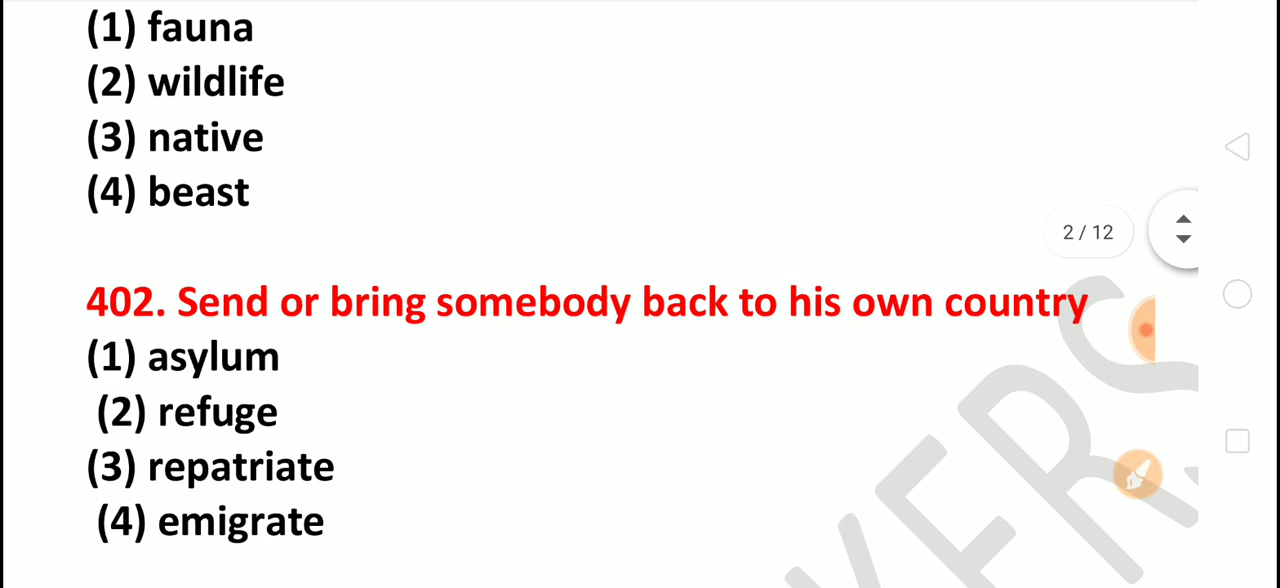 (1) fauna
(2) wildlife
(3) native
(4) beast
2 / 12
402. Send or bring somebody back to his own country
(1) asylum
(2) refuge
(3) repatriate
(4) emigrate